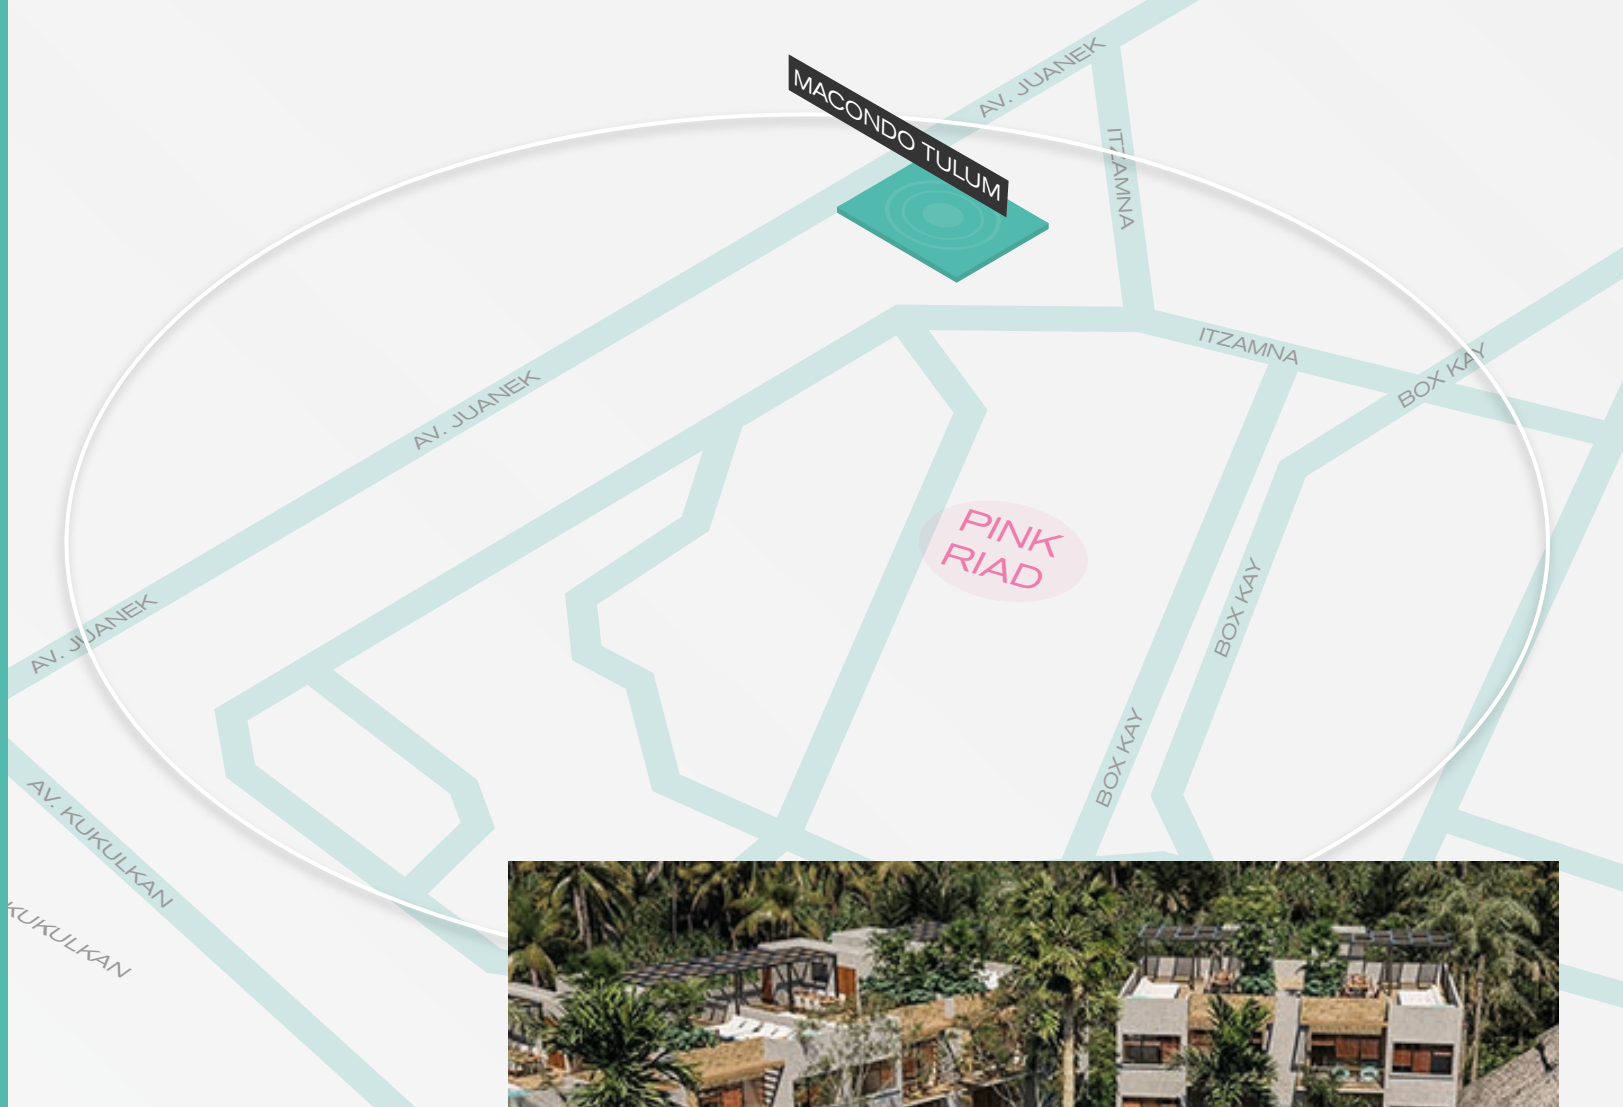 AV. JUANEK
MACONDO TULUM
ITZAMNA
ITZAMNA
BOX KAY
AV. JUANEK
PINK
RIAD
BOX KAY
AV. JUANEK
BOX KAY
AV. KUKULKAN
KUKULKAN